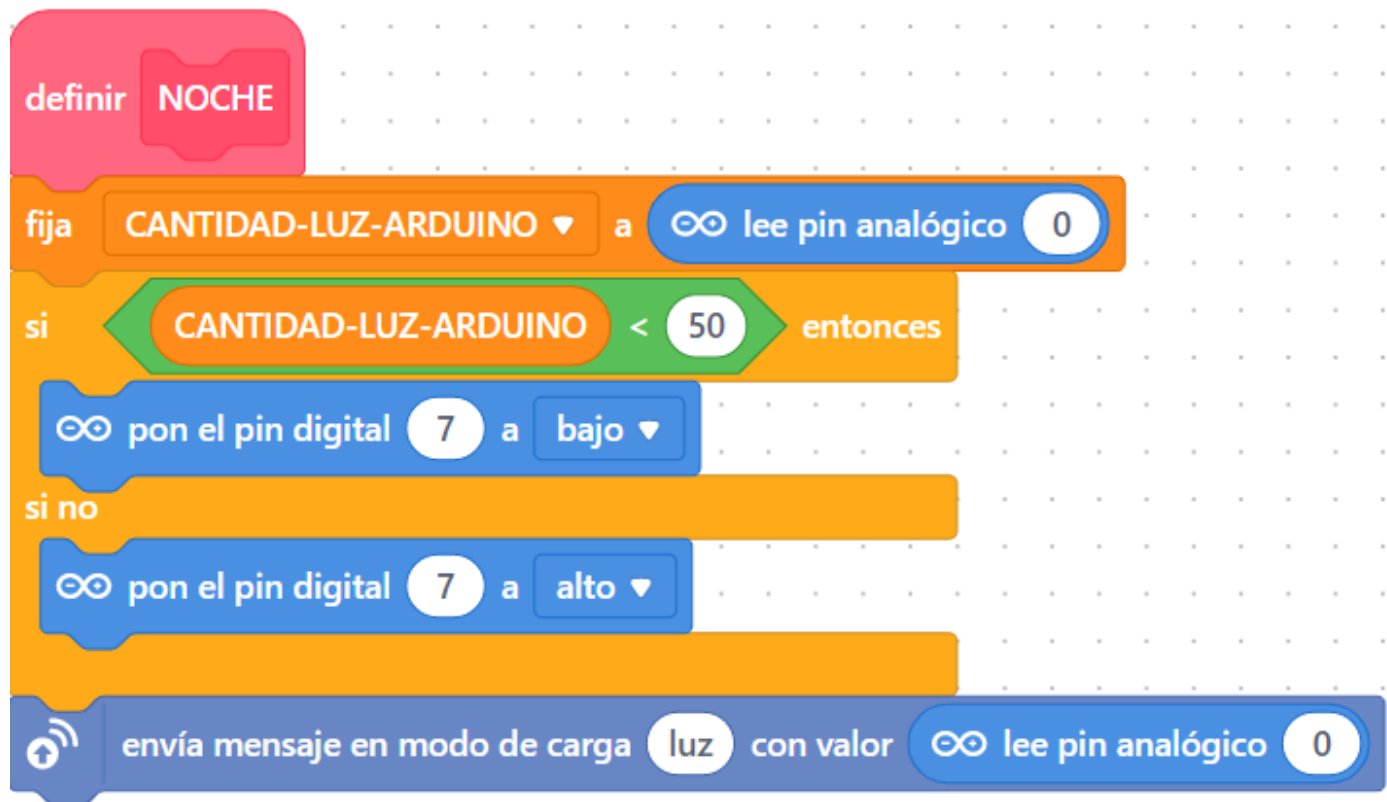 definir NOCHE
fija CANTIDAD-LUZ-ARDUINO a lee pin analógico 0
si CANTIDAD-LUZ-ARDUINO < 50 entonces
pon el pin digital 7 a bajo
si no
pon el pin digital 7 a alto
envía mensaje en modo de carga luz con valor lee pin analógico 0